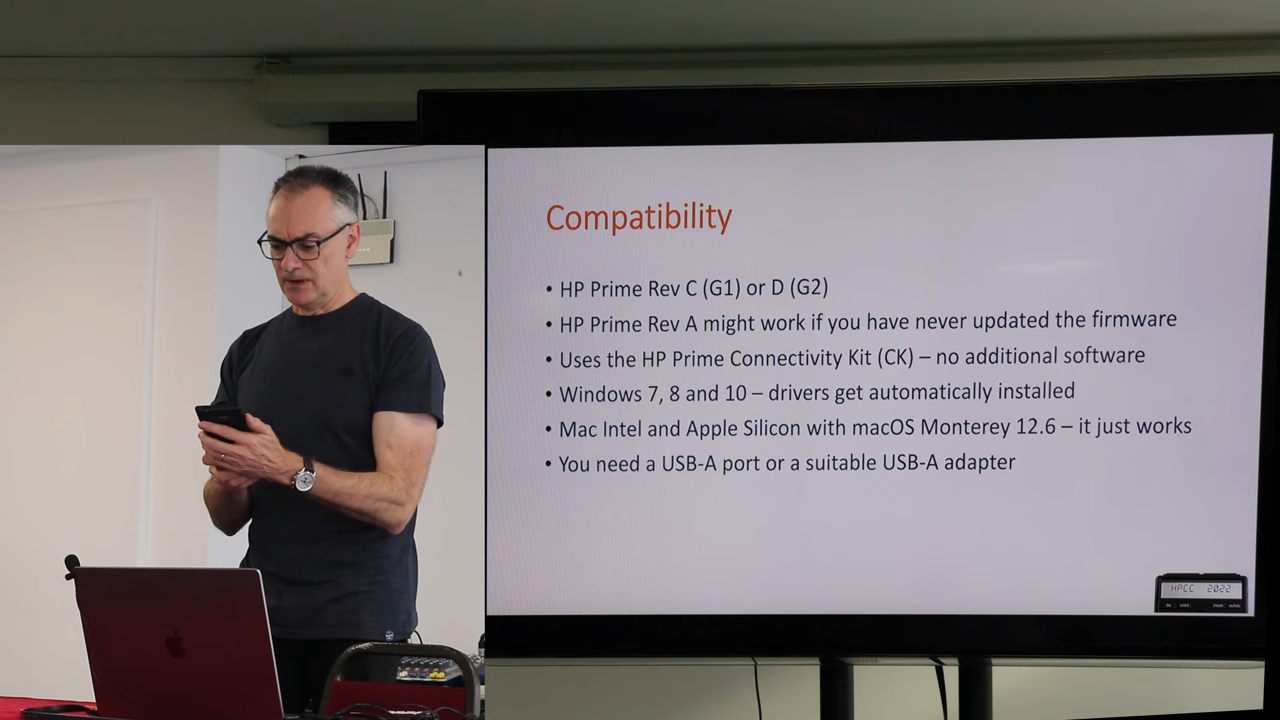 Compatibility
• HP Prime Rev C (G1) or D (G2)
• HP Prime Rev A might work if you have never updated the firmware
• Uses the HP Prime Connectivity Kit (CK) – no additional software
• Windows 7, 8 and 10 – drivers get automatically installed
• Mac Intel and Apple Silicon with macOS Monterey 12.6 – it just works
• You need a USB-A port or a suitable USB-A adapter
HPCC 2022